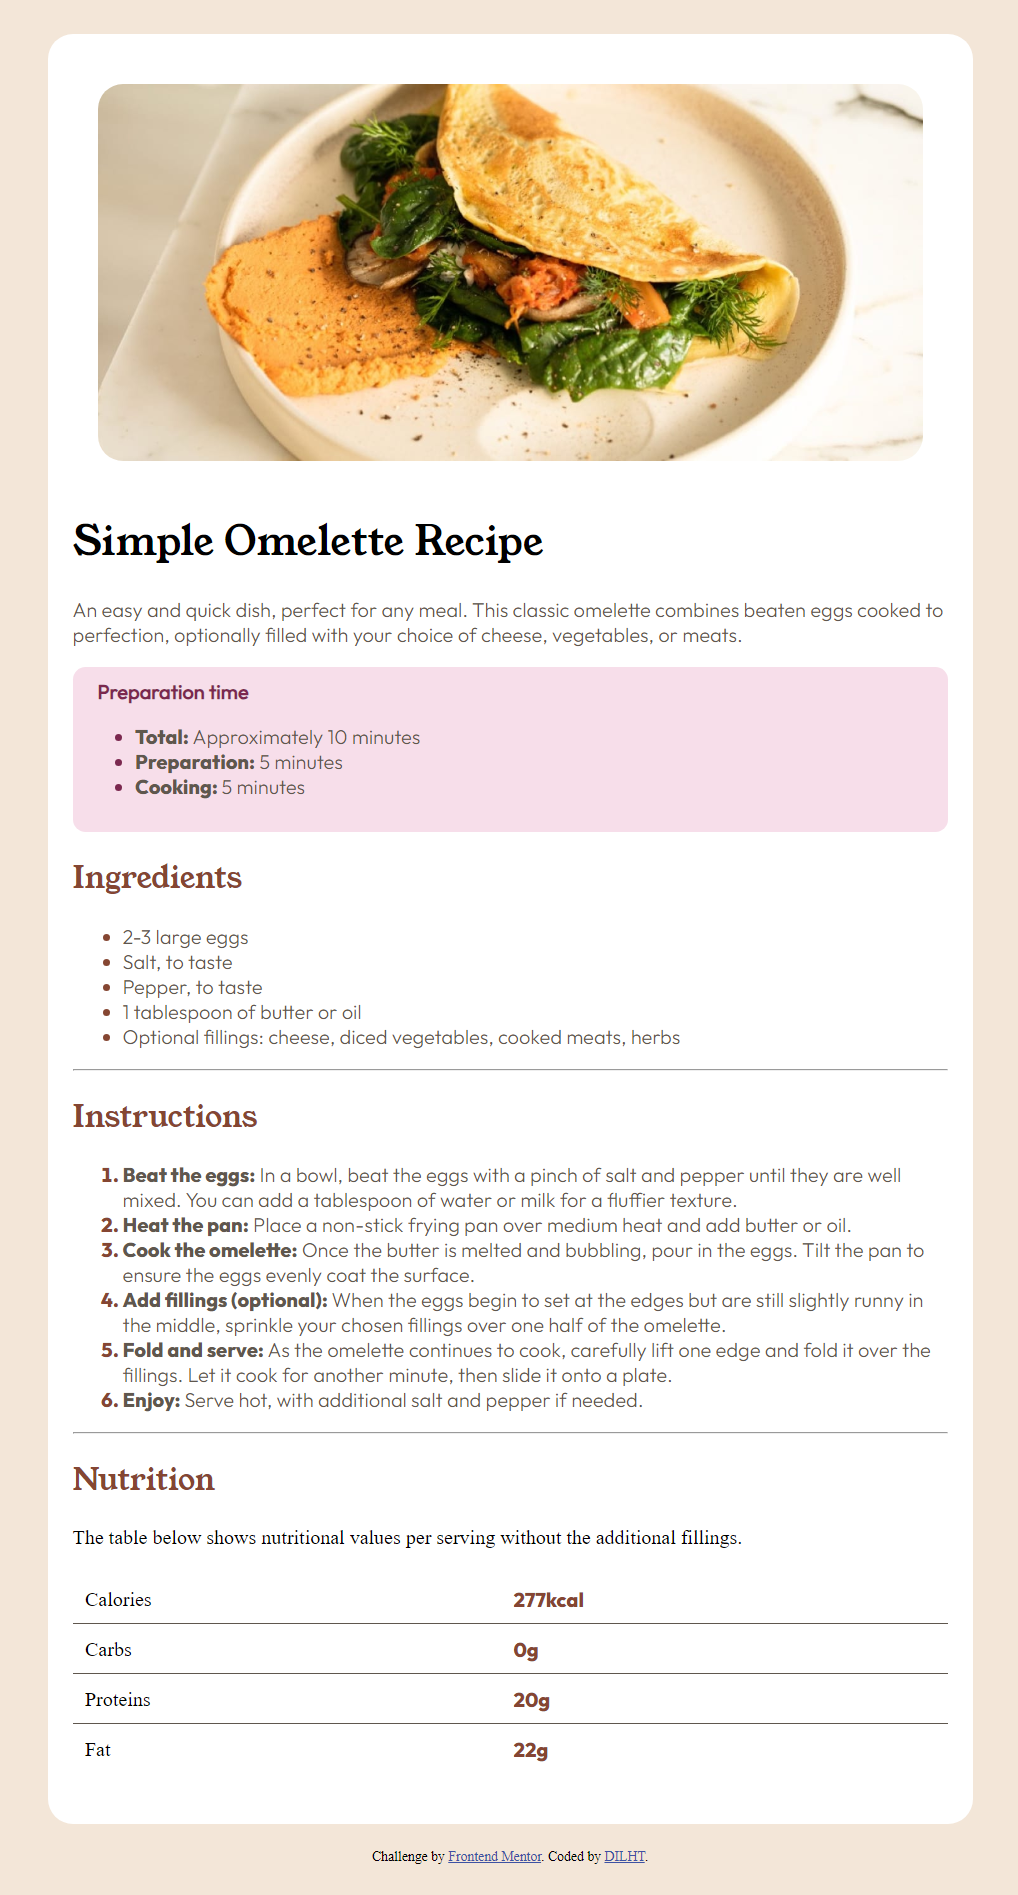 Simple Omelette Recipe
An easy and quick dish, perfect for any meal. This classic omelette combines beaten eggs cooked to
perfection, optionally filled with your choice of cheese, vegetables, or meats.
Preparation time
• Total: Approximately 10 minutes
• Preparation: 5 minutes
• Cooking: 5 minutes
Ingredients
• 2-3 large eggs
• Salt, to taste
• Pepper, to taste
• 1 tablespoon of butter or oil
• Optional fillings: cheese, diced vegetables, cooked meats, herbs
Instructions
1. Beat the eggs: In a bowl, beat the eggs with a pinch of salt and pepper until they are well
mixed. You can add a tablespoon of water or milk for a fluffier texture.
2. Heat the pan: Place a non-stick frying pan over medium heat and add butter or oil.
3. Cook the omelette: Once the butter is melted and bubbling, pour in the eggs. Tilt the pan to
ensure the eggs evenly coat the surface.
4. Add fillings (optional): When the eggs begin to set at the edges but are still slightly runny in
the middle, sprinkle your chosen fillings over one half of the omelette.
5. Fold and serve: As the omelette continues to cook, carefully lift one edge and fold it over the
fillings. Let it cook for another minute, then slide it onto a plate.
6. Enjoy: Serve hot, with additional salt and pepper if needed.
Nutrition
The table below shows nutritional values per serving without the additional fillings.
Calories 277kcal
Carbs 0g
Proteins 20g
Fat 22g
Challenge by Frontend Mentor. Coded by DILHT.